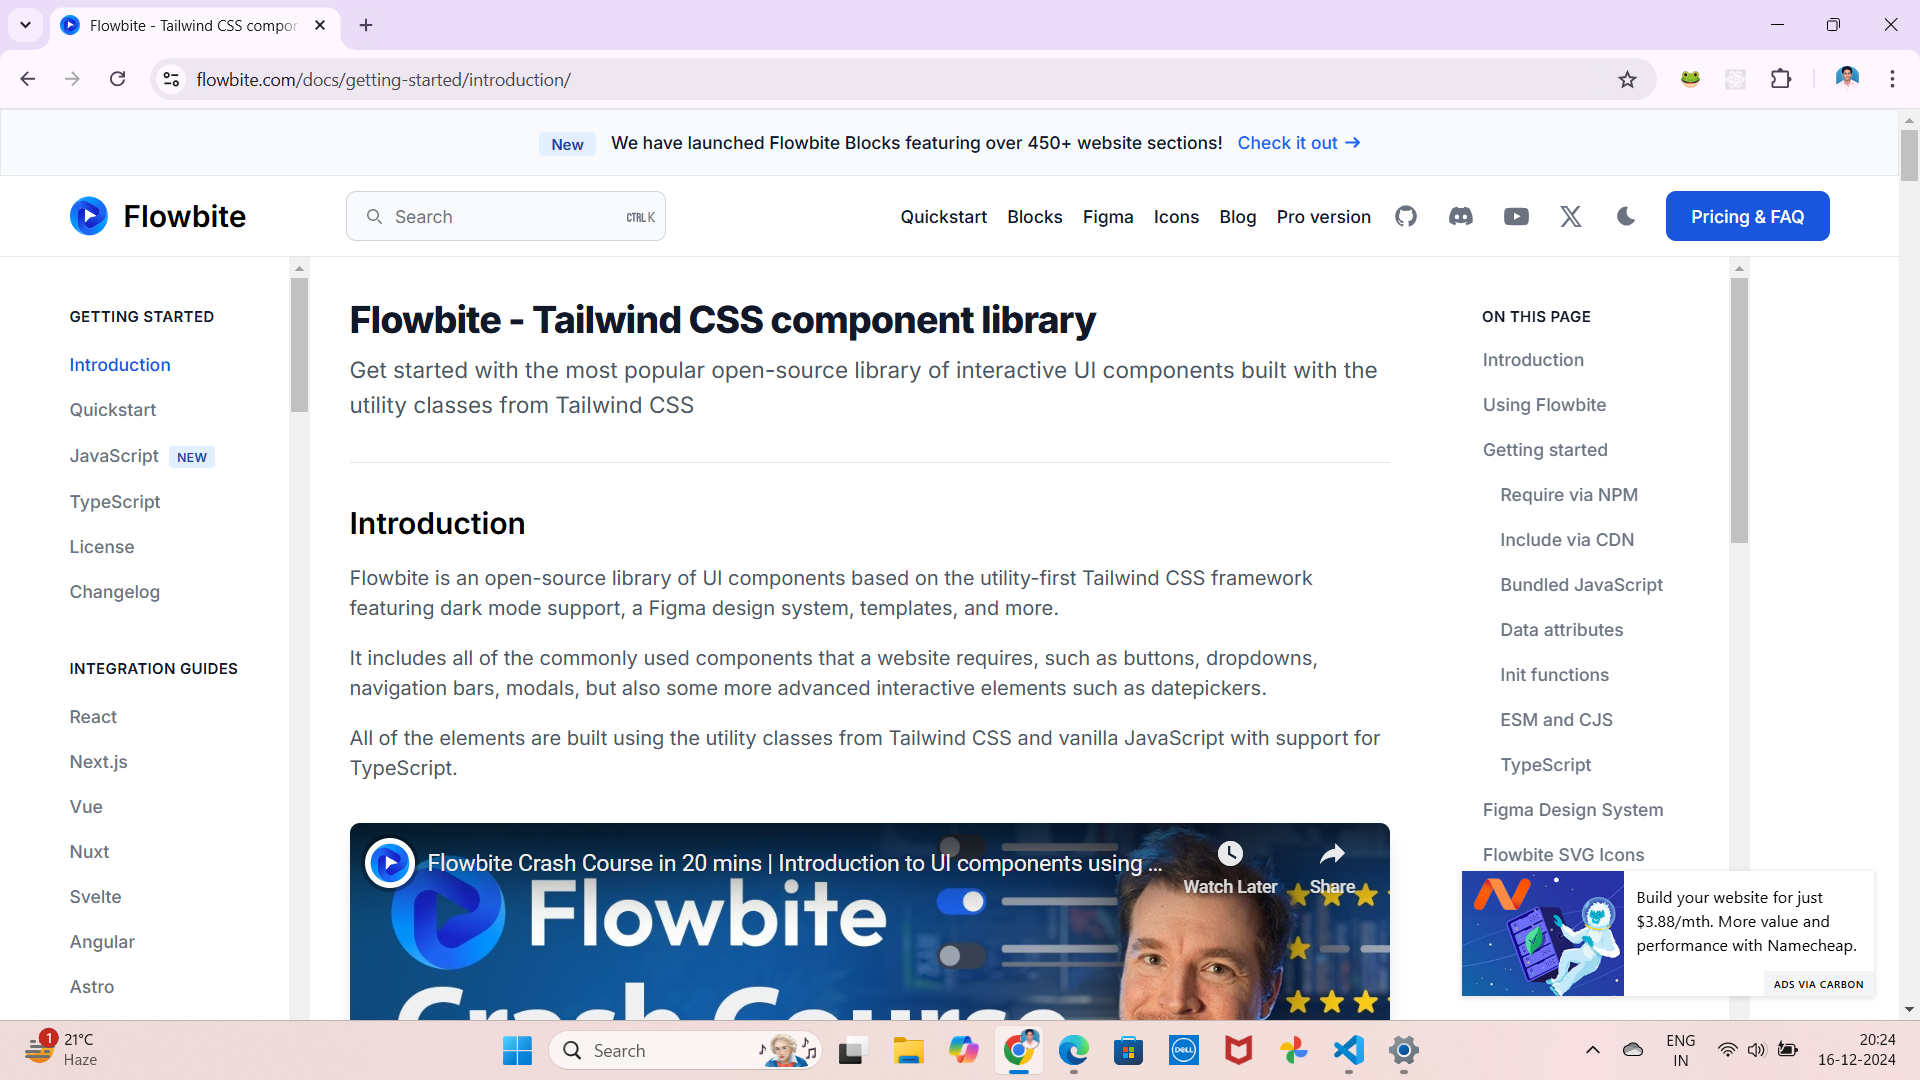 Flowbite - Tailwind CSS compon
flowbite.com/docs/getting-started/introduction/
New We have launched Flowbite Blocks featuring over 450+ website sections! Check it out →
Flowbite
Search CTRL K
Quickstart Blocks Figma Icons Blog Pro version Pricing & FAQ
GETTING STARTED
Introduction
Quickstart
JavaScript NEW
TypeScript
License
Changelog
INTEGRATION GUIDES
React
Next.js
Vue
Nuxt
Svelte
Angular
Astro
Flowbite - Tailwind CSS component library
Get started with the most popular open-source library of interactive UI components built with the
utility classes from Tailwind CSS
Introduction
Flowbite is an open-source library of UI components based on the utility-first Tailwind CSS framework
featuring dark mode support, a Figma design system, templates, and more.
It includes all of the commonly used components that a website requires, such as buttons, dropdowns,
navigation bars, modals, but also some more advanced interactive elements such as datepickers.
All of the elements are built using the utility classes from Tailwind CSS and vanilla JavaScript with support for
TypeScript.
Flowbite Crash Course in 20 mins | Introduction to UI components using ...
Watch Later
Share
Flowbite
Crash Course
ON THIS PAGE
Introduction
Using Flowbite
Getting started
Require via NPM
Include via CDN
Bundled JavaScript
Data attributes
Init functions
ESM and CJS
TypeScript
Figma Design System
Flowbite SVG Icons
Build your website for just
$3.88/mth. More value and
performance with Namecheap.
ADS VIA CARBON
1
21°C
Haze
Search
DELL
ENG
IN
20:24
16-12-2024